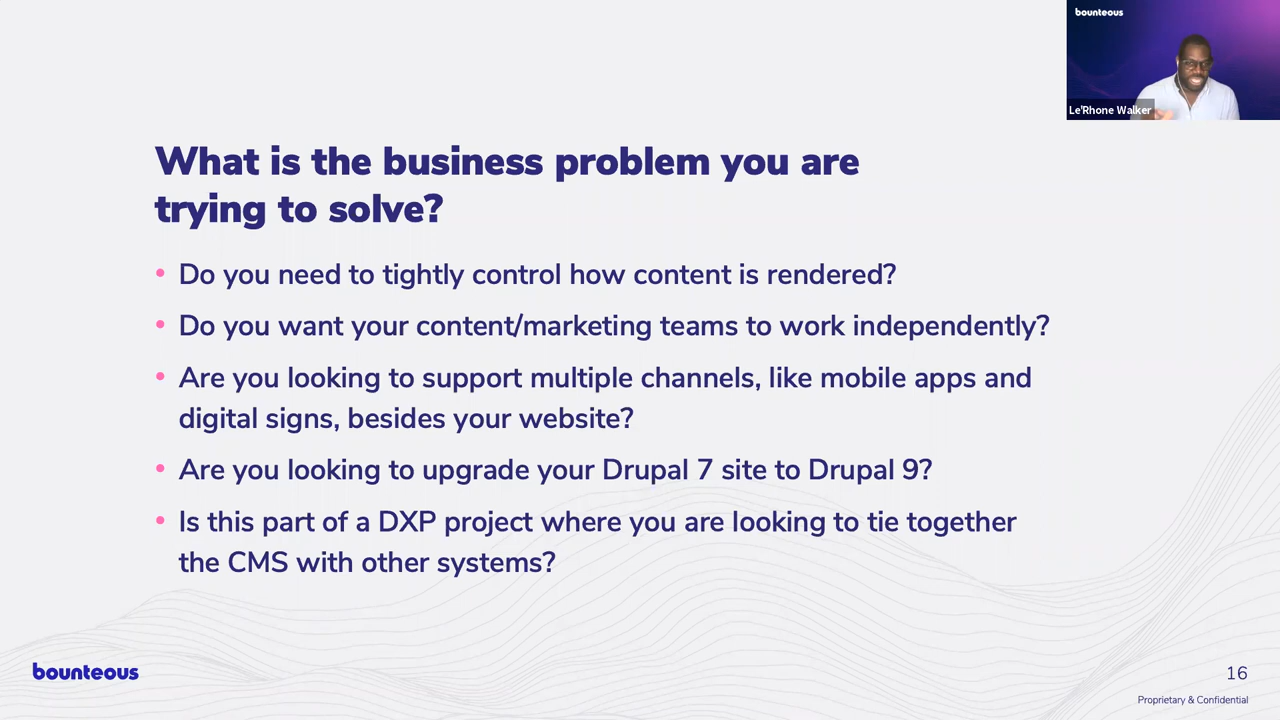 bounteous
Le'Rhone Walker
What is the business problem you are
trying to solve?
• Do you need to tightly control how content is rendered?
• Do you want your content/marketing teams to work independently?
• Are you looking to support multiple channels, like mobile apps and
digital signs, besides your website?
• Are you looking to upgrade your Drupal 7 site to Drupal 9?
• Is this part of a DXP project where you are looking to tie together
the CMS with other systems?
bounteous
16
Proprietary & Confidential